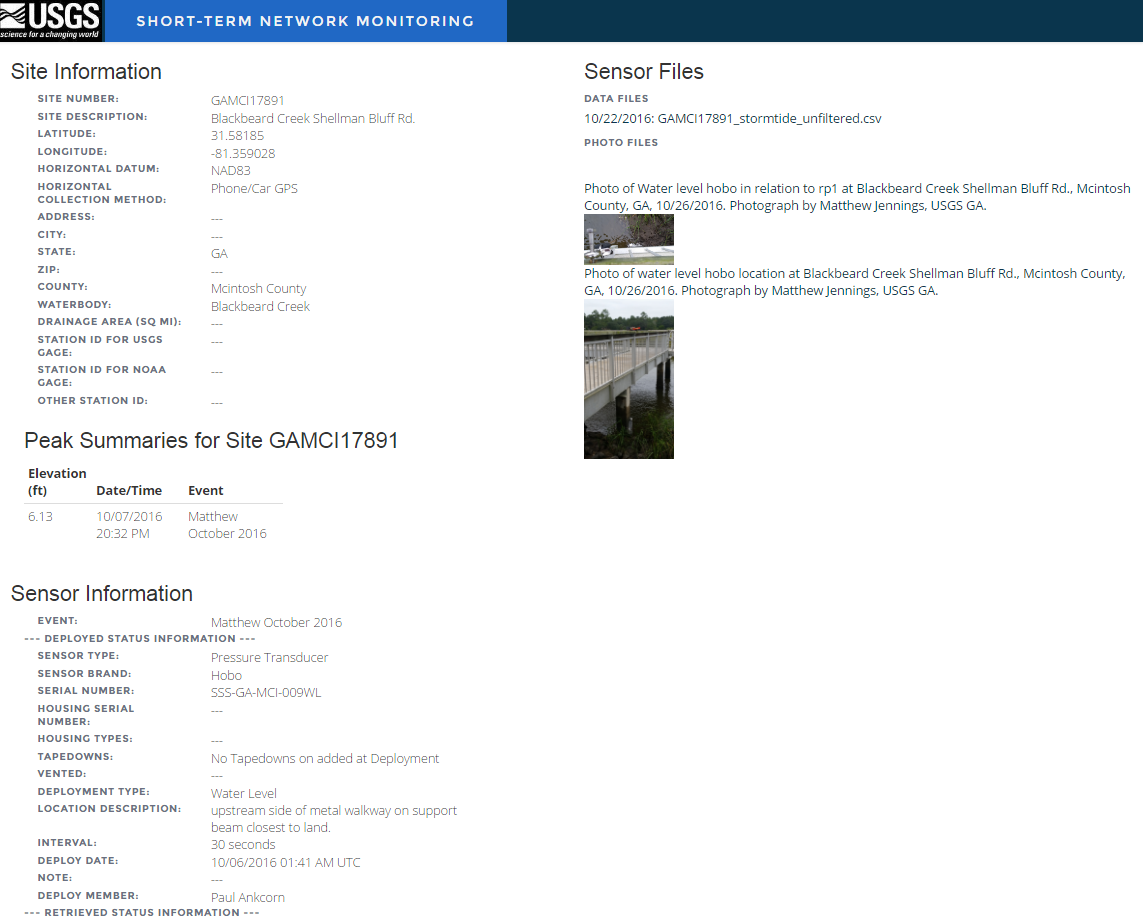 USGS
science for a changing world
SHORT-TERM NETWORK MONITORING
Site Information
SITE NUMBER: GAMCI17891
SITE DESCRIPTION: Blackbeard Creek Shellman Bluff Rd.
LATITUDE: 31.58185
LONGITUDE: -81.359028
HORIZONTAL DATUM: NAD83
HORIZONTAL Phone/Car GPS
COLLECTION METHOD:
ADDRESS: ---
CITY: ---
STATE: GA
ZIP: ---
COUNTY: Mcintosh County
WATERBODY: Blackbeard Creek
DRAINAGE AREA (SQ MI): ---
STATION ID FOR USGS ---
GAGE:
STATION ID FOR NOAA ---
GAGE:
OTHER STATION ID: ---
Peak Summaries for Site GAMCI17891
Elevation
(ft) Date/Time Event
6.13 10/07/2016 Matthew
20:32 PM October 2016
Sensor Information
EVENT: Matthew October 2016
--- DEPLOYED STATUS INFORMATION ---
SENSOR TYPE: Pressure Transducer
SENSOR BRAND: Hobo
SERIAL NUMBER: SSS-GA-MCI-009WL
HOUSING SERIAL ---
NUMBER:
HOUSING TYPES: ---
TAPEDOWNS: No Tapedowns on added at Deployment
VENTED: ---
DEPLOYMENT TYPE: Water Level
LOCATION DESCRIPTION: upstream side of metal walkway on support
beam closest to land.
INTERVAL: 30 seconds
DEPLOY DATE: 10/06/2016 01:41 AM UTC
NOTE: ---
DEPLOY MEMBER: Paul Ankcorn
--- RETRIEVED STATUS INFORMATION ---
Sensor Files
DATA FILES
10/22/2016: GAMCI17891_stormtide_unfiltered.csv
PHOTO FILES
Photo of Water level hobo in relation to rp1 at Blackbeard Creek Shellman Bluff Rd., Mcintosh
County, GA, 10/26/2016. Photograph by Matthew Jennings, USGS GA.
Photo of water level hobo location at Blackbeard Creek Shellman Bluff Rd., Mcintosh County,
GA, 10/26/2016. Photograph by Matthew Jennings, USGS GA.